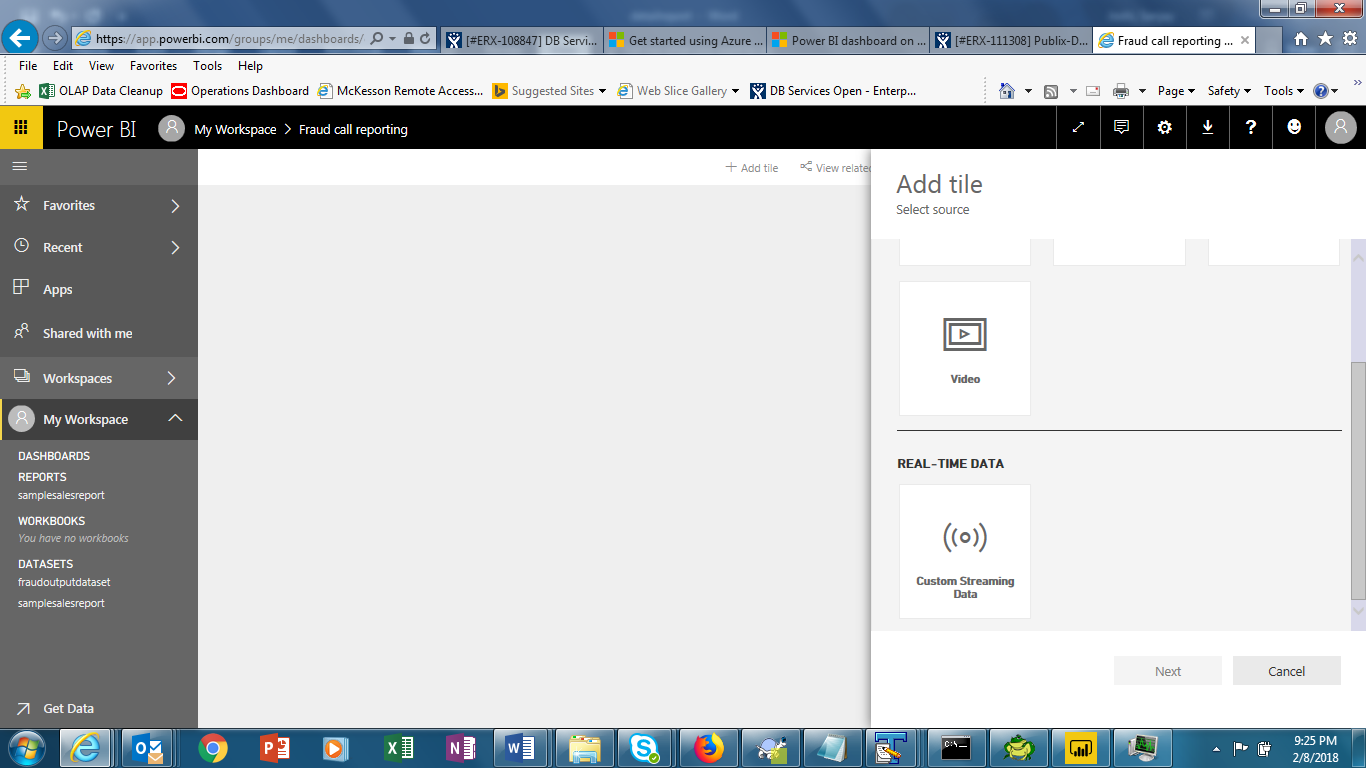 https://app.powerbi.com/groups/me/dashboards/
[#ERX-108847] DB Servi...
Get started using Azure ...
Power BI dashboard on ...
[#ERX-111308] Publix-D...
Fraud call reporting ...
File Edit View Favorites Tools Help
OLAP Data Cleanup Operations Dashboard McKesson Remote Access... Suggested Sites Web Slice Gallery DB Services Open - Enterp... Page Safety Tools
Power BI My Workspace > Fraud call reporting
+ Add tile View related
Add tile
Select source
Favorites
Recent
Apps
Shared with me
Workspaces
My Workspace
DASHBOARDS
REPORTS
samplesalesreport
WORKBOOKS
You have no workbooks
DATASETS
fraudoutputdataset
samplesalesreport
Get Data
Video
REAL-TIME DATA
Custom Streaming
Data
Next Cancel
9:25 PM
2/8/2018